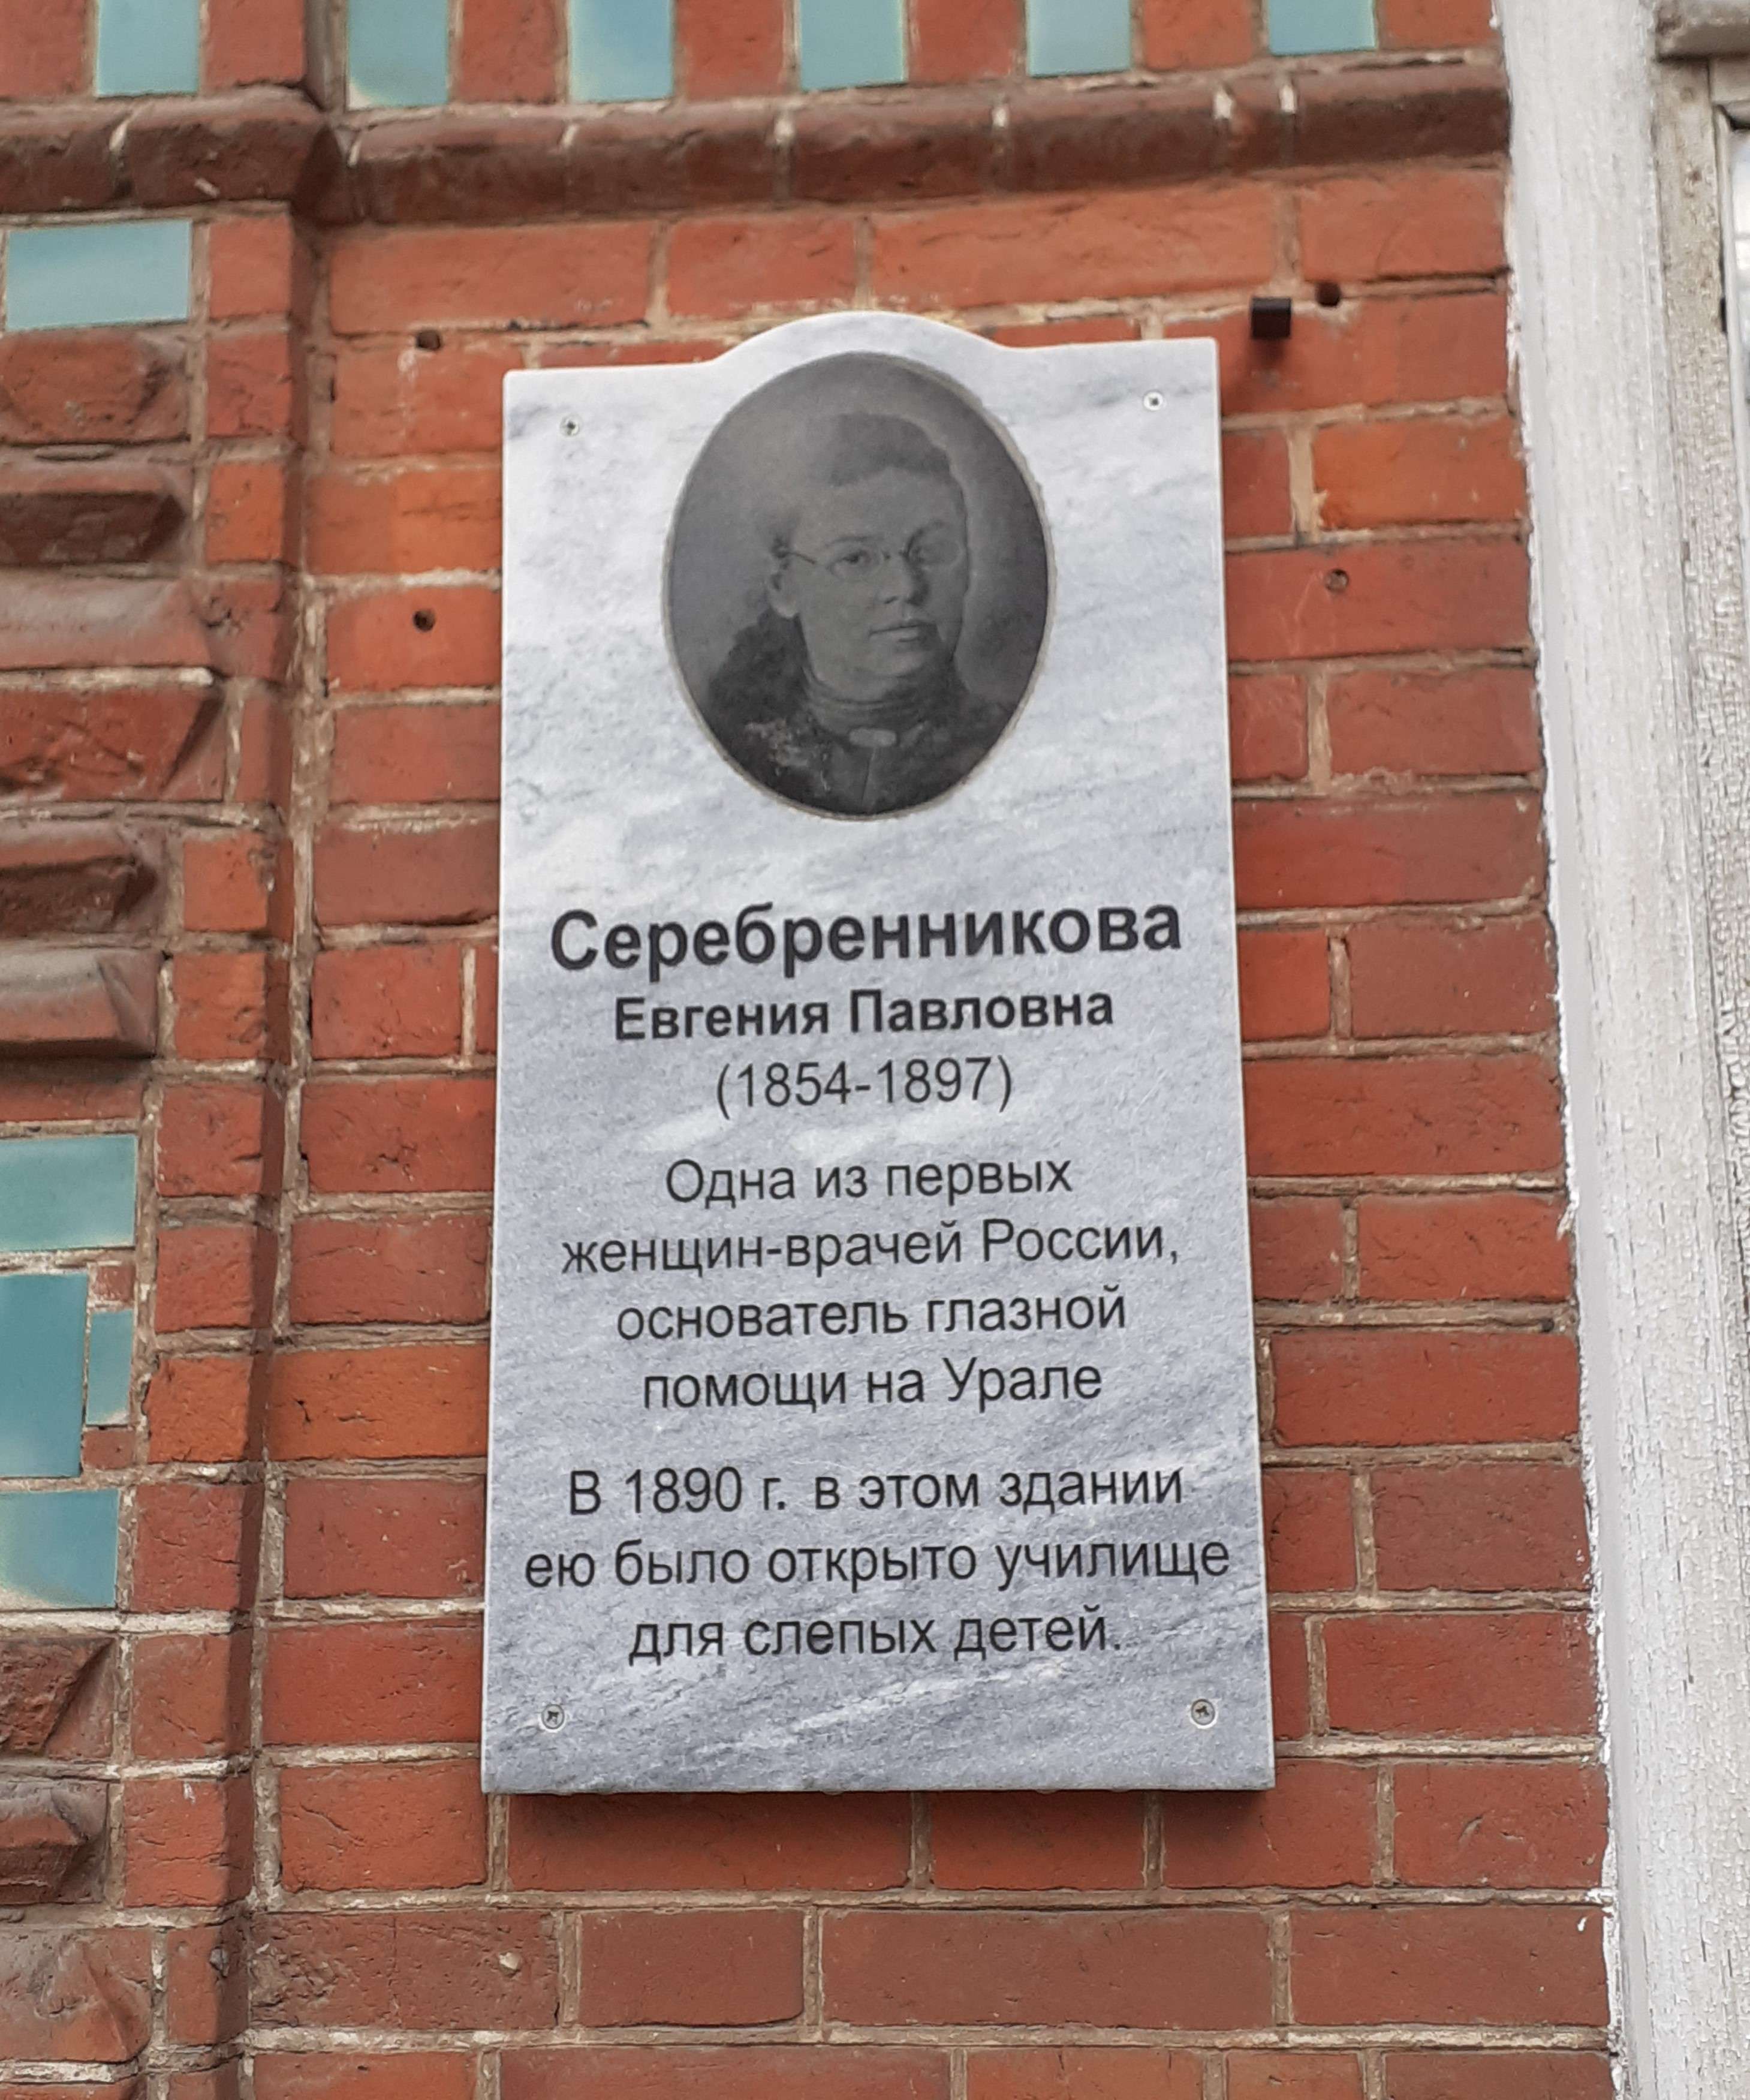 Серебренникова
Евгения Павловна
(1854-1897)
Одна из первых
женщин-врачей России,
основатель глазной
помощи на Урале
В 1890 г. в этом здании
ею было открыто училище
для слепых детей.